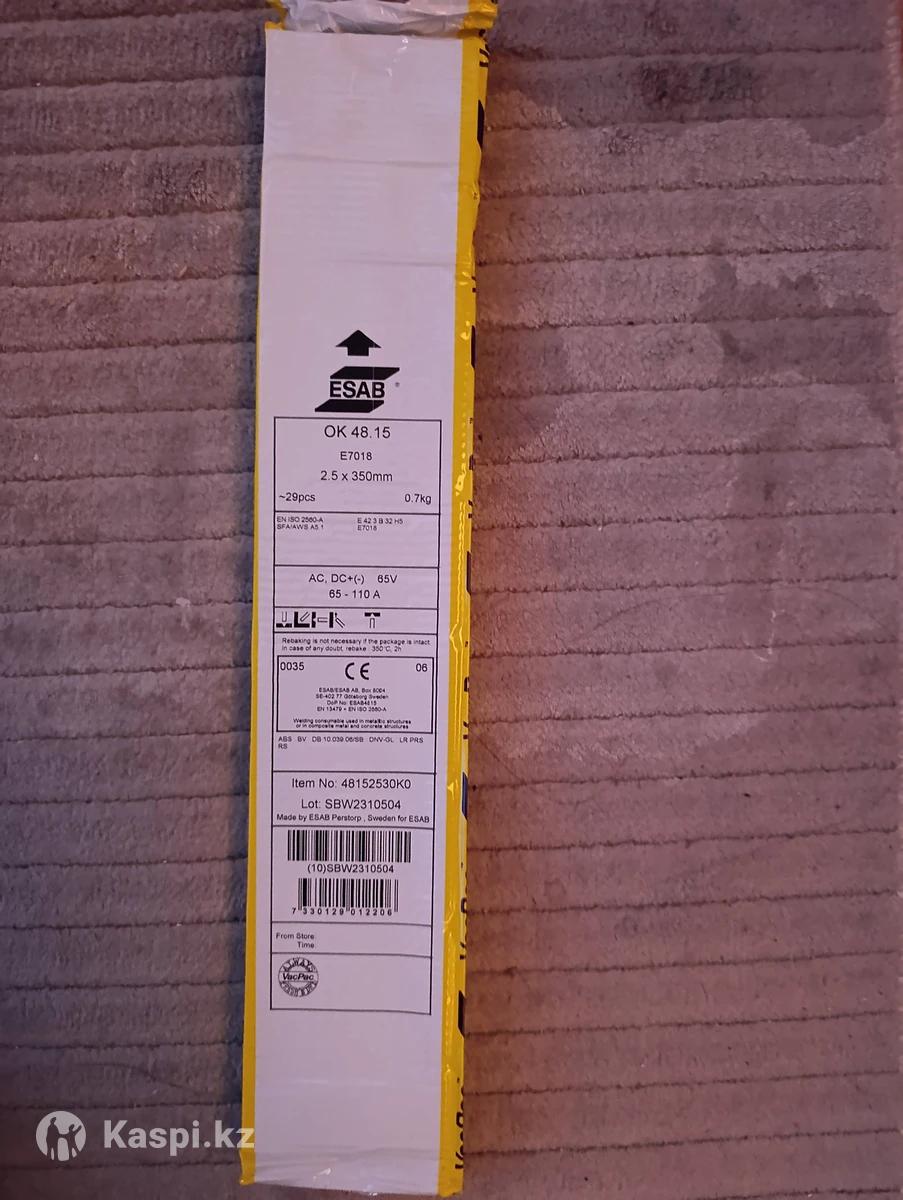 ESAB ®
OK 48.15
E7018
2.5 x 350mm
~29pcs 0.7kg
EN ISO 2560-A E 42 3 B 32 H5
SFA/AWS A5.1 E7018
AC, DC+(-) 65V
65 - 110 A
Rebaking is not necessary if the package is intact.
In case of any doubt, rebake : 350°C, 2h
0035 CE 06
ESAB/ESAB AB, Box 8004
SE-402 77 Göteborg Sweden
DoP No: ESAB4815
EN 13479 + EN ISO 2560-A
Welding consumable used in metallic structures
or in composite metal and concrete structures
ABS BV DB 10.039.06/SB DNV-GL LR PRS
RS
Item No: 48152530K0
Lot: SBW2310504
Made by ESAB Perstorp , Sweden for ESAB
(10)SBW2310504
7 330129 012206
From Store:
Time:
VacPac
Kaspi.kz